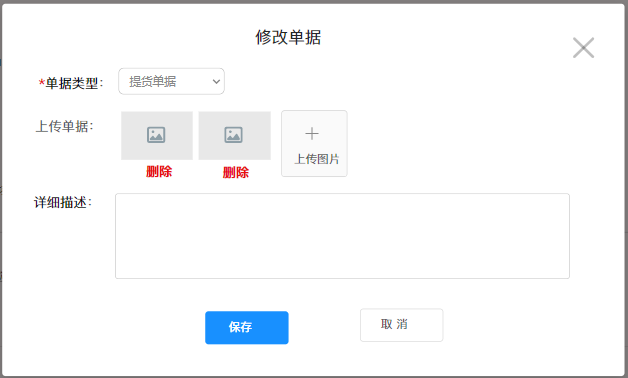 修改单据
*单据类型：
提货单据
上传单据：
上传图片
删除
删除
详细描述：
保存
取 消